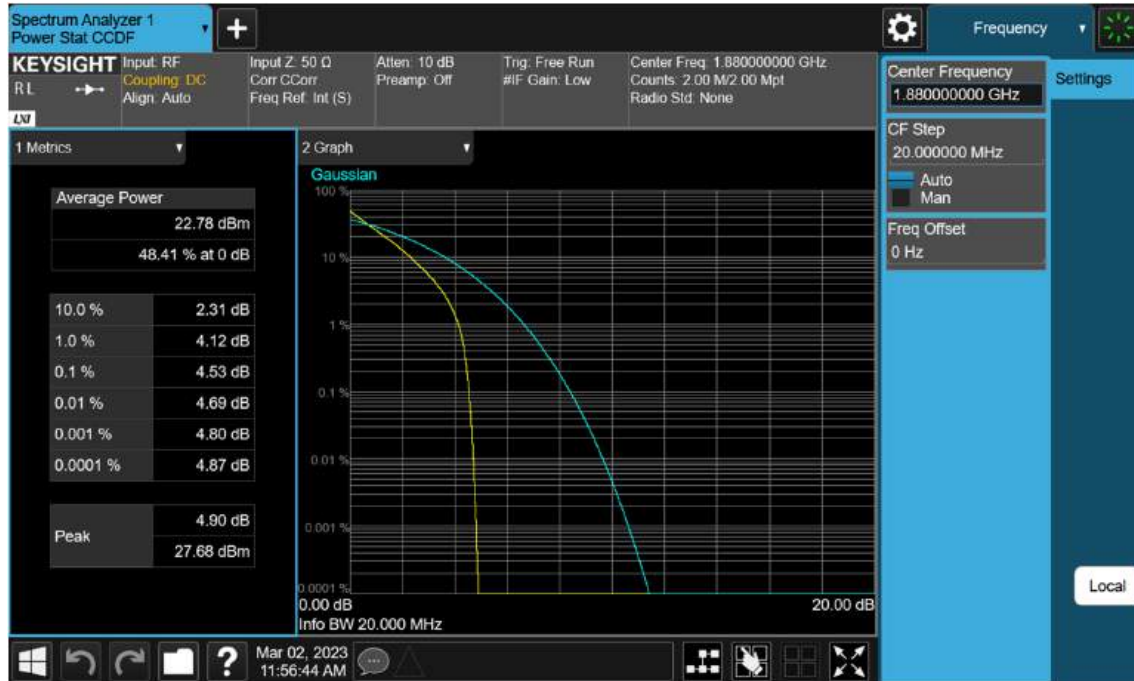 Spectrum Analyzer 1
Power Stat CCDF
Frequency
KEYSIGHT
R L
LXI
Input: RF
Coupling: DC
Align: Auto
Input Z: 50 Ω
Corr CCorr
Freq Ref: Int (S)
Atten: 10 dB
Preamp: Off
Trig: Free Run
#IF Gain: Low
Center Freq: 1.880000000 GHz
Counts: 2.00 M/2.00 Mpt
Radio Std: None
Center Frequency
1.880000000 GHz
Settings
CF Step
20.000000 MHz
Auto
Man
Freq Offset
0 Hz
Local
1 Metrics
Average Power
22.78 dBm
48.41 % at 0 dB
10.0 % 2.31 dB
1.0 % 4.12 dB
0.1 % 4.53 dB
0.01 % 4.69 dB
0.001 % 4.80 dB
0.0001 % 4.87 dB
Peak
4.90 dB
27.68 dBm
2 Graph
Gaussian
100 %
10 %
1 %
0.1 %
0.01 %
0.001 %
0.0001 %
0.00 dB 20.00 dB
Info BW 20.000 MHz
?
Mar 02, 2023
11:56:44 AM